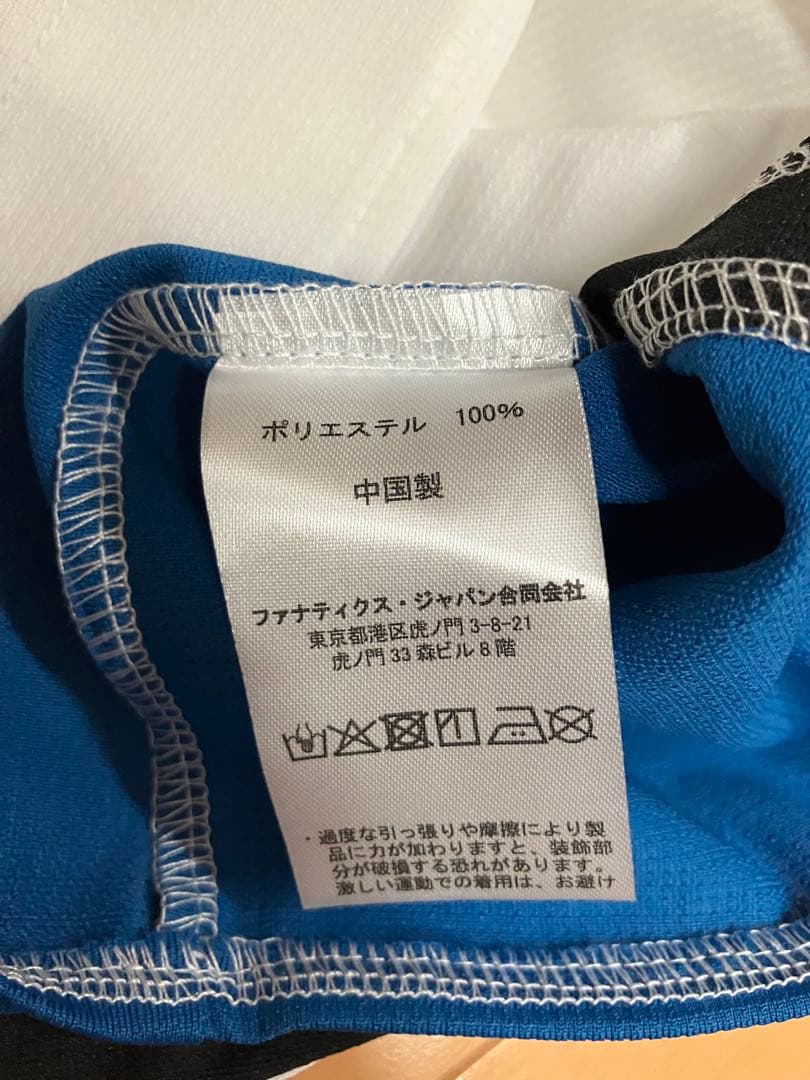 ポリエステル 100%
中国製
ファナティクス・ジャパン合同会社
東京都港区虎ノ門3-8-21
虎ノ門33森ビル8階
・過度な引っ張りや摩擦により製
品に力が加わりますと、装飾部
分が破損する恐れがあります。
激しい運動での着用は、お避け